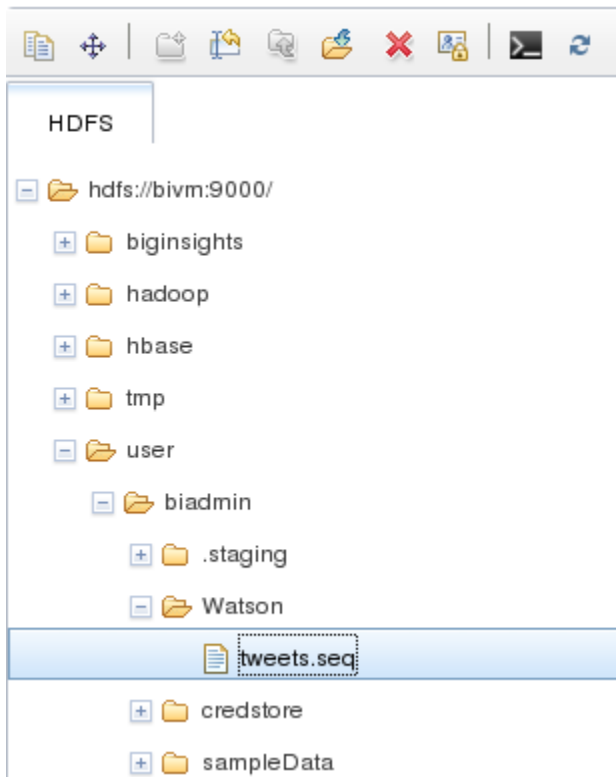 HDFS
hdfs://bivm:9000/
biginsights
hadoop
hbase
tmp
user
biadmin
.staging
Watson
tweets.seq
credstore
sampleData